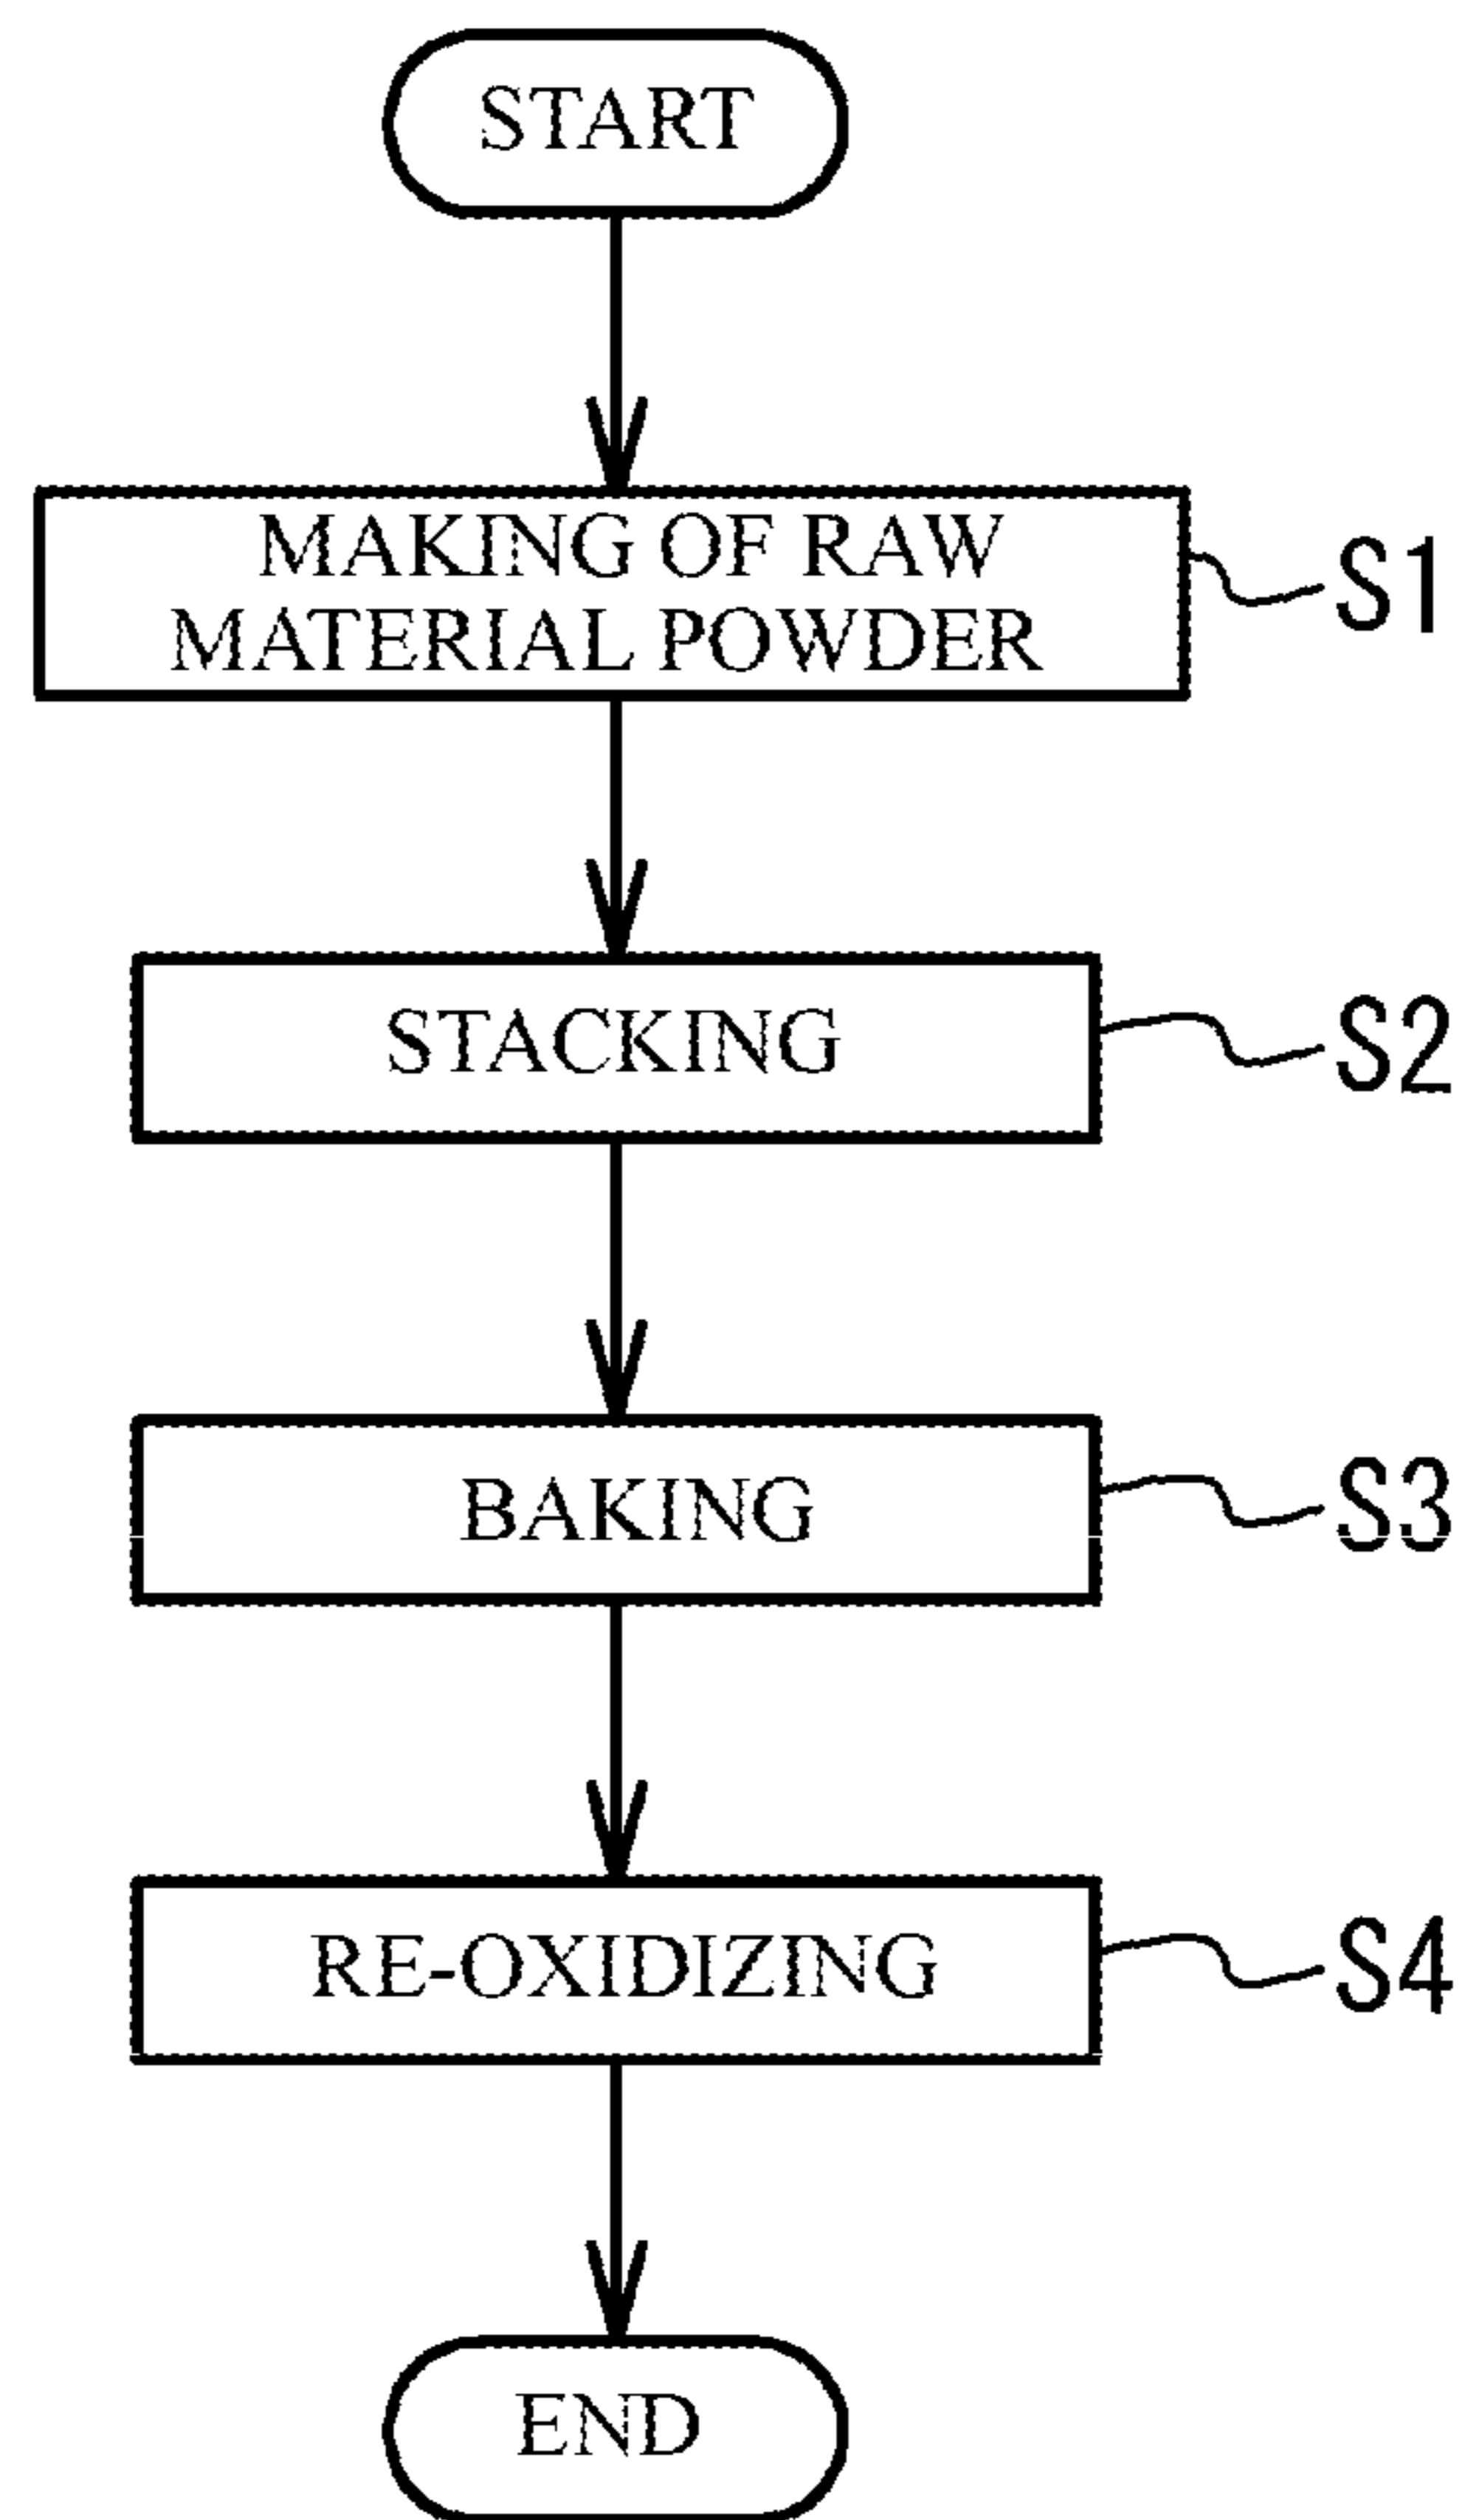 START
MAKING OF RAW
MATERIAL POWDER
S1
STACKING
S2
BAKING
S3
RE-OXIDIZING
S4
END